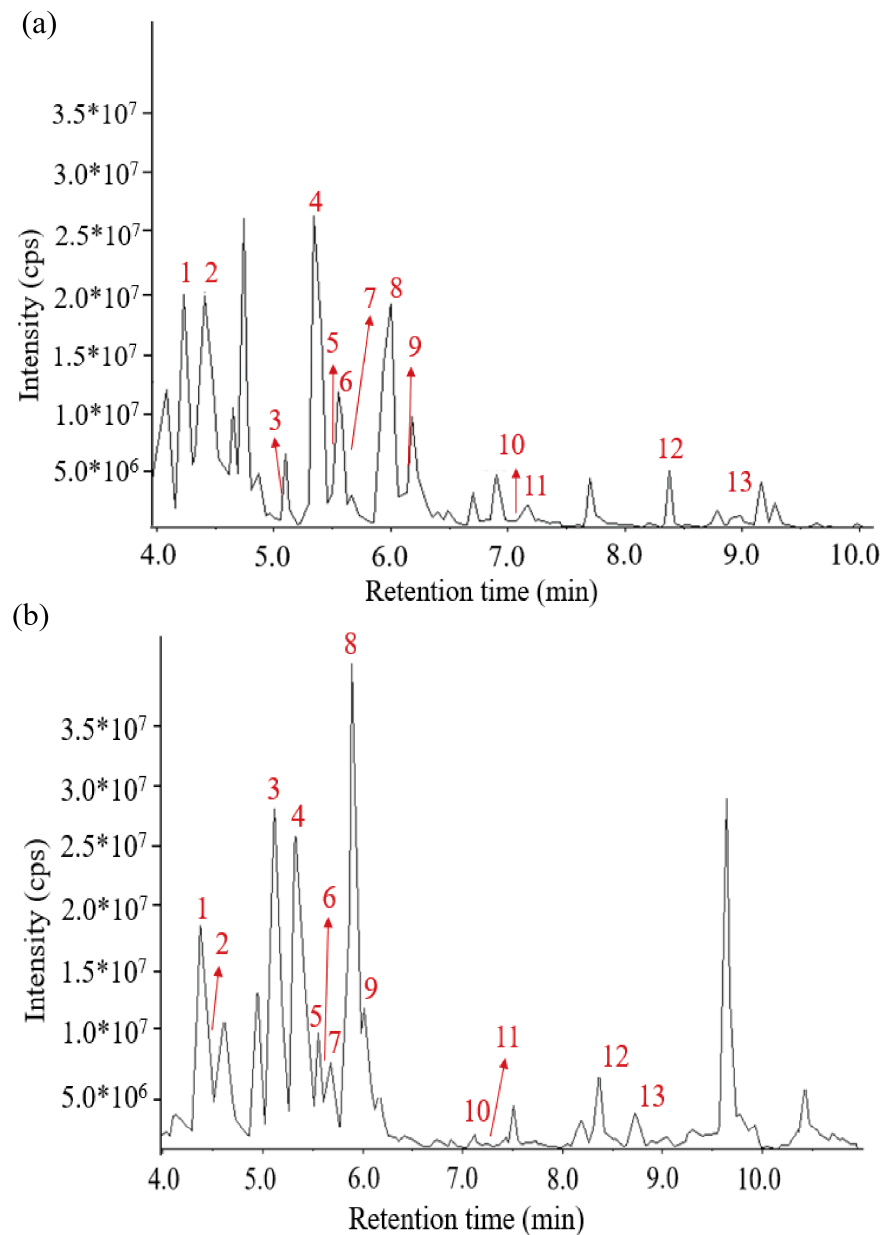 (a)
Intensity (cps)
3.5*10⁷
3.0*10⁷
2.5*10⁷
2.0*10⁷
1.5*10⁷
1.0*10⁷
5.0*10⁶
1 2 3 4 5 6 7 8 9 10 11 12 13
4.0 5.0 6.0 7.0 8.0 9.0 10.0
Retention time (min)
(b)
Intensity (cps)
3.5*10⁷
3.0*10⁷
2.5*10⁷
2.0*10⁷
1.5*10⁷
1.0*10⁷
5.0*10⁶
1 2 3 4 5 6 7 8 9 10 11 12 13
4.0 5.0 6.0 7.0 8.0 9.0 10.0
Retention time (min)